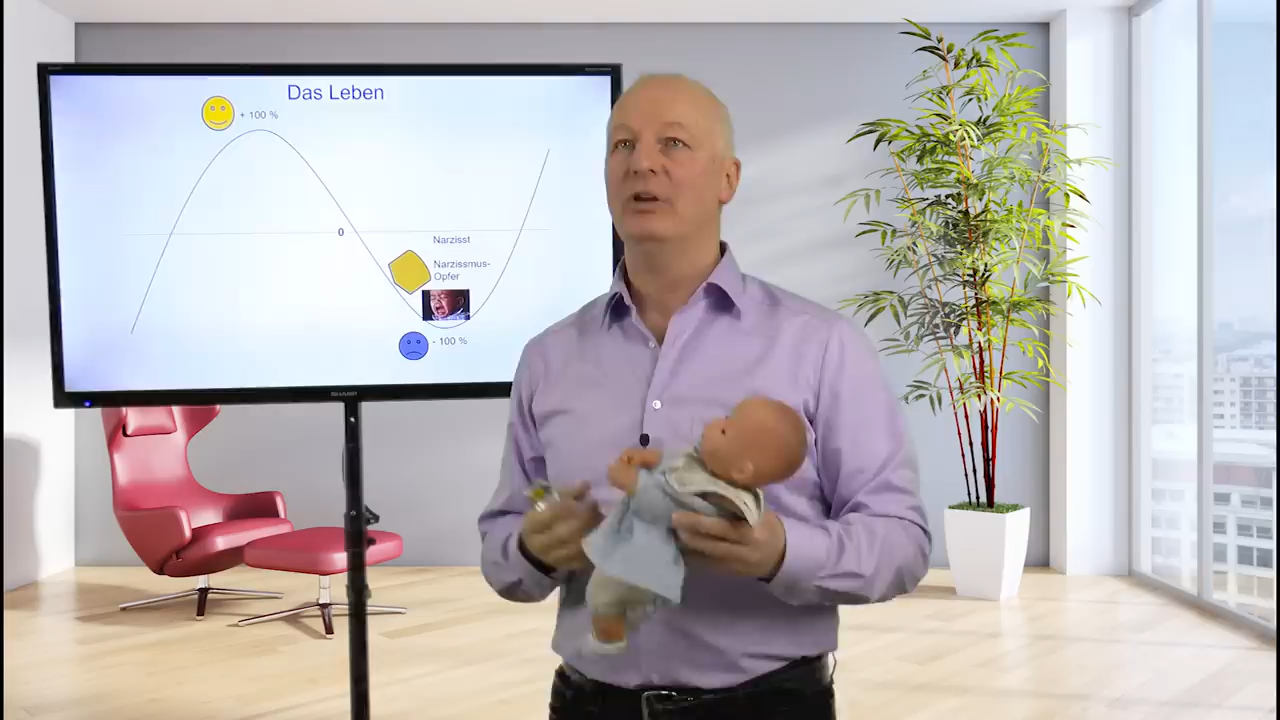 Das Leben
+ 100 %
0
Narzisst
Narzissmus-
Opfer
- 100 %
SHARP